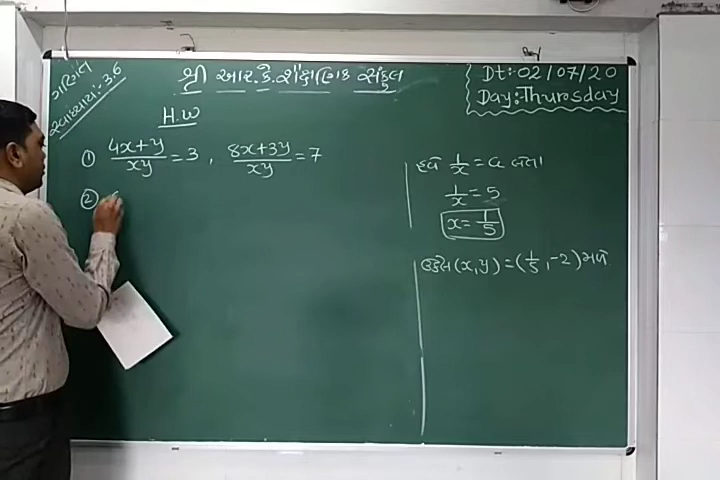 ગણિત
સ્વાધ્યાય: 3.6
શ્રી આર.કે. શૈક્ષણિક સંકુલ
Dt: 02/07/20
Day: Thursday
H.W
① 4x+y/xy = 3 , 8x+3y/xy = 7
②
હવે 1/x = a લેતા
1/x = 5
x = 1/5
ઉકેલ (x, y) = (1/5, -2) મળે